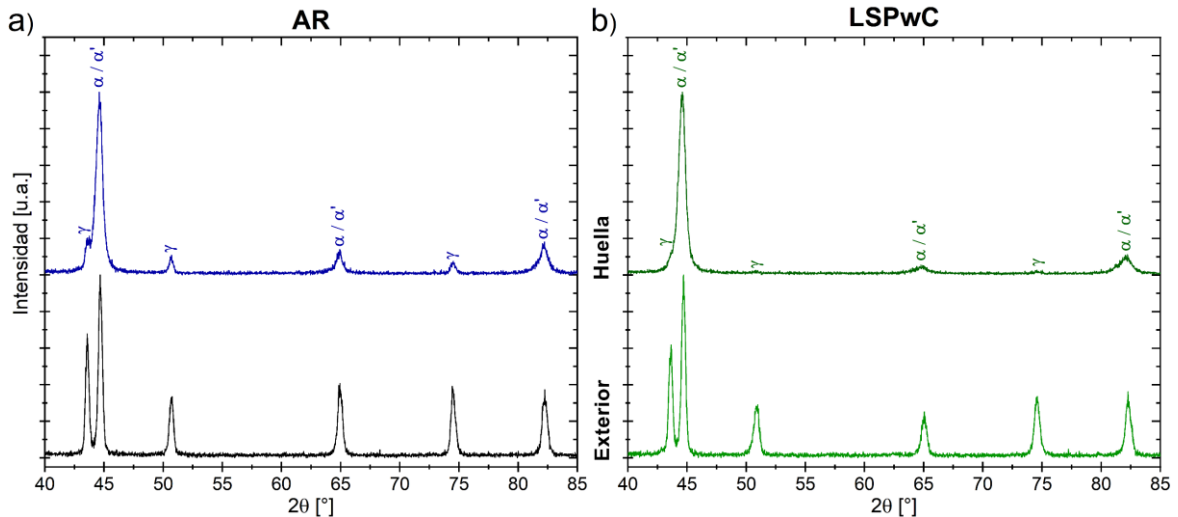 a)
AR
Intensidad [u.a.]
γ
α / α'
γ
α / α'
γ
α / α'
40 45 50 55 60 65 70 75 80 85
2θ [°]
b)
LSPwC
Huella
Exterior
γ
α / α'
γ
α / α'
γ
α / α'
40 45 50 55 60 65 70 75 80 85
2θ [°]